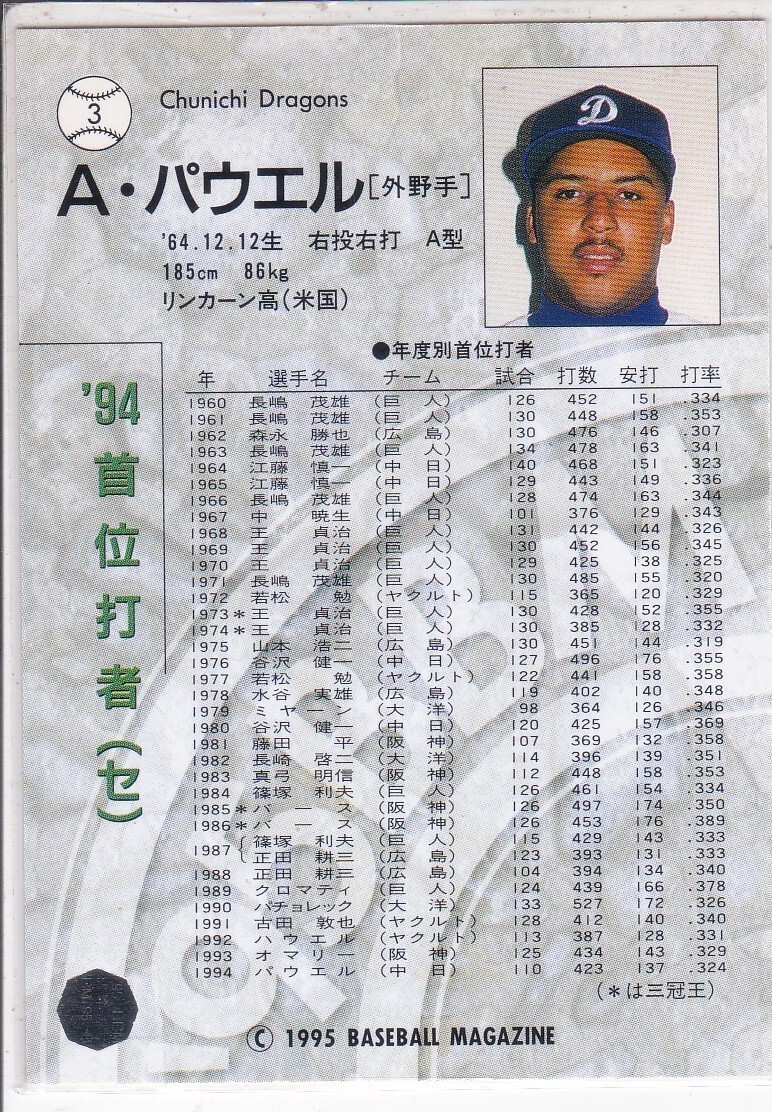 3
Chunichi Dragons
A・パウエル[外野手]
'64.12.12生 右投右打 A型
185cm 86kg
リンカーン高(米国)
D
'94首位打者(セ)
●年度別首位打者
年 選手名 チーム 試合 打数 安打 打率
1960 長嶋 茂雄 (巨人) 126 452 151 .334
1961 長嶋 茂雄 (巨人) 130 448 158 .353
1962 森永 勝也 (広島) 130 476 146 .307
1963 長嶋 茂雄 (巨人) 134 478 163 .341
1964 江藤 慎一 (中日) 140 468 151 .323
1965 江藤 慎一 (中日) 129 443 149 .336
1966 長嶋 茂雄 (巨人) 128 474 163 .344
1967 中 暁生 (中日) 101 376 129 .343
1968 王 貞治 (巨人) 131 442 144 .326
1969 王 貞治 (巨人) 130 452 156 .345
1970 王 貞治 (巨人) 129 425 138 .325
1971 長嶋 茂雄 (巨人) 130 485 155 .320
1972 若松 勉 (ヤクルト) 115 365 120 .329
1973*王 貞治 (巨人) 130 428 152 .355
1974*王 貞治 (巨人) 130 385 128 .332
1975 山本 浩二 (広島) 130 451 144 .319
1976 谷沢 健一 (中日) 127 496 176 .355
1977 若松 勉 (ヤクルト) 122 441 158 .358
1978 水谷 実雄 (広島) 119 402 140 .348
1979 ミヤーン (大洋) 98 364 126 .346
1980 谷沢 健一 (中日) 120 425 157 .369
1981 藤田 平 (阪神) 107 369 132 .358
1982 長崎 啓二 (大洋) 114 396 139 .351
1983 真弓 明信 (阪神) 112 448 158 .353
1984 篠塚 利夫 (巨人) 126 461 154 .334
1985*バース (阪神) 126 497 174 .350
1986*バース (阪神) 126 453 176 .389
1987{篠塚 利夫 (巨人) 115 429 143 .333
正田 耕三 (広島) 123 393 131 .333
1988 正田 耕三 (広島) 104 394 134 .340
1989 クロマティ (巨人) 124 439 166 .378
1990 パチョレック (大洋) 133 527 172 .326
1991 古田 敦也 (ヤクルト) 128 412 140 .340
1992 ハウエル (ヤクルト) 113 387 128 .331
1993 オマリー (阪神) 125 434 143 .329
1994 パウエル (中日) 110 423 137 .324
(*は三冠王)
© 1995 BASEBALL MAGAZINE